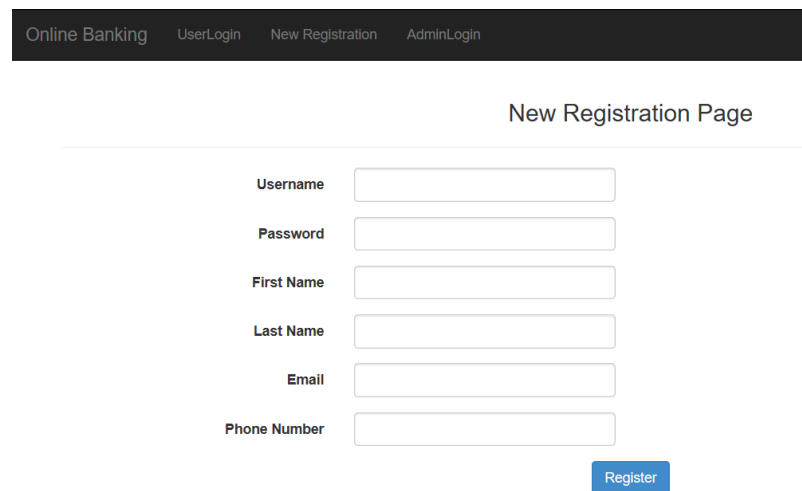 Online Banking UserLogin New Registration AdminLogin
New Registration Page
Username
Password
First Name
Last Name
Email
Phone Number
Register